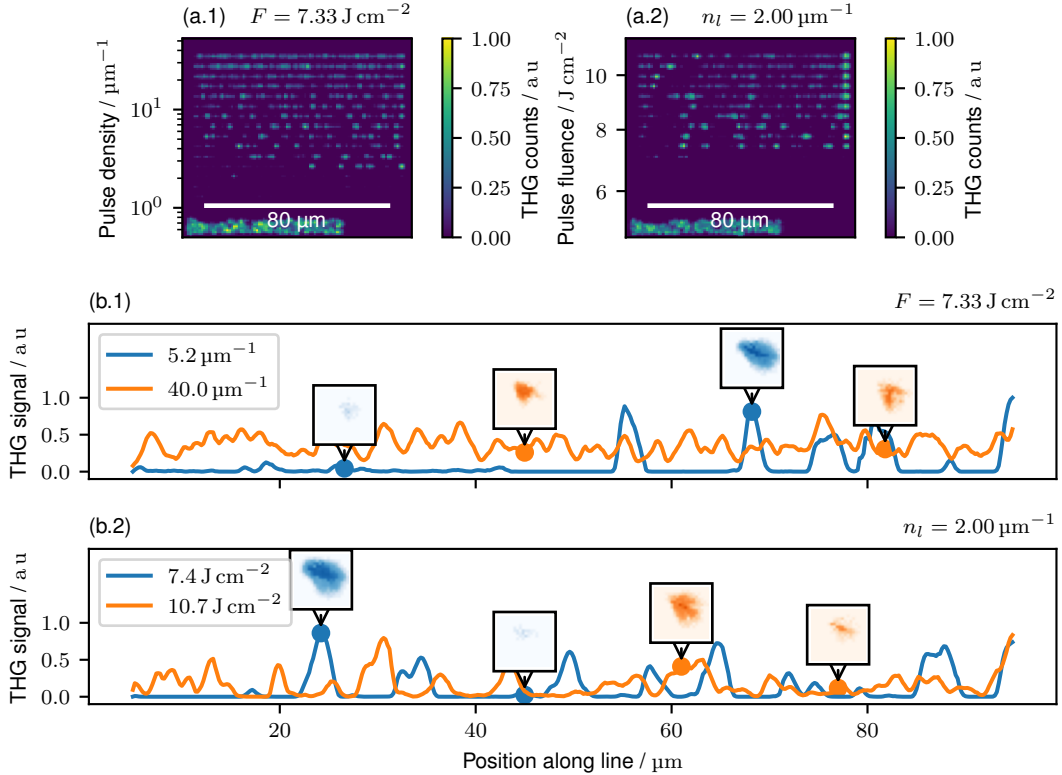 (a.1) F = 7.33 J cm−2
Pulse density / µm−1
10^1
10^0
80 µm
1.00
0.75
0.50
0.25
0.00
THG counts / a u
(a.2) n_l = 2.00 µm−1
Pulse fluence / J cm−2
10
8
6
80 µm
1.00
0.75
0.50
0.25
0.00
THG counts / a u
(b.1) F = 7.33 J cm−2
THG signal / a u
1.0
0.5
0.0
5.2 µm−1
40.0 µm−1
(b.2) n_l = 2.00 µm−1
THG signal / a u
1.0
0.5
0.0
7.4 J cm−2
10.7 J cm−2
20 40 60 80
Position along line / µm